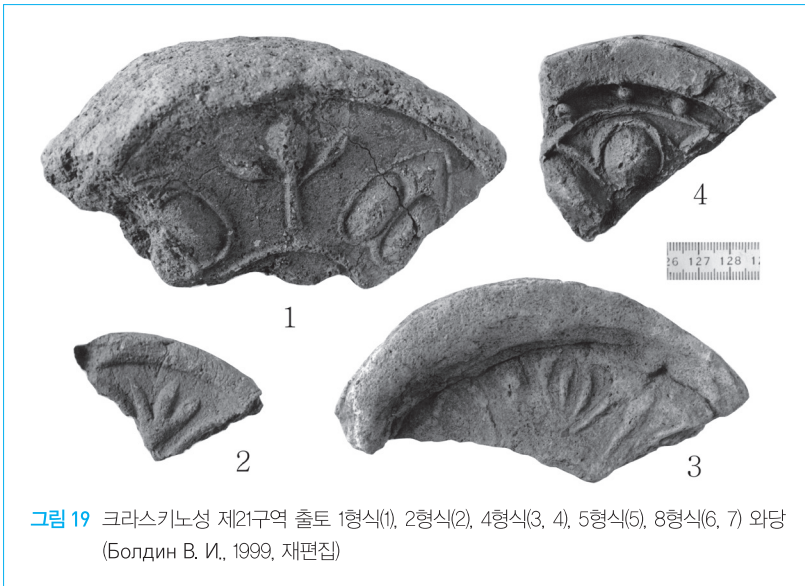 1
4
26 127 128 12
2
3
그림 19 크라스키노성 제21구역 출토 1형식(1), 2형식(2), 4형식(3, 4), 5형식(5), 8형식(6, 7) 와당
(Болдин В. И., 1999, 재편집)